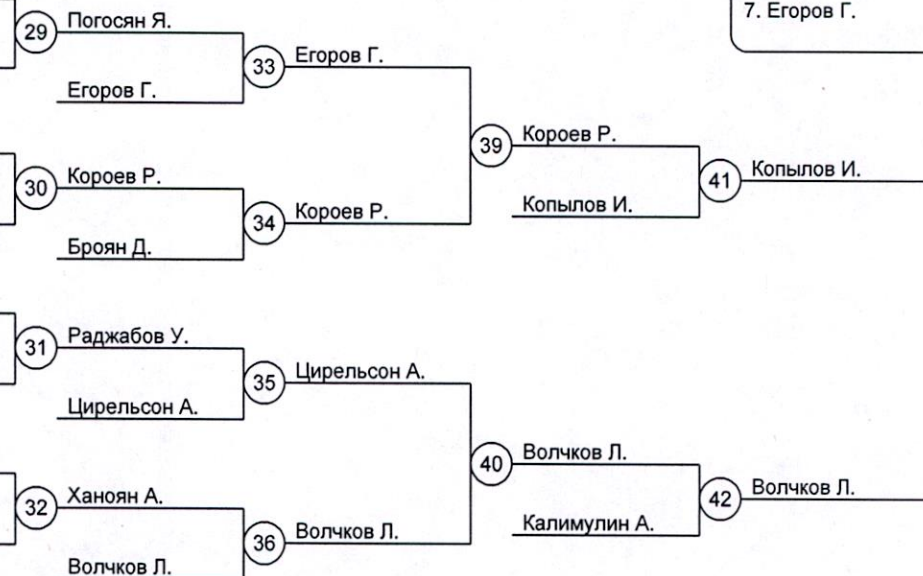 29 Погосян Я.
33 Егоров Г.
Егоров Г.
7. Егоров Г.
39 Короев Р.
30 Короев Р.
34 Короев Р.
Броян Д.
41 Копылов И.
Копылов И.
31 Раджабов У.
35 Цирельсон А.
Цирельсон А.
40 Волчков Л.
32 Ханоян А.
36 Волчков Л.
Волчков Л.
42 Волчков Л.
Калимулин А.